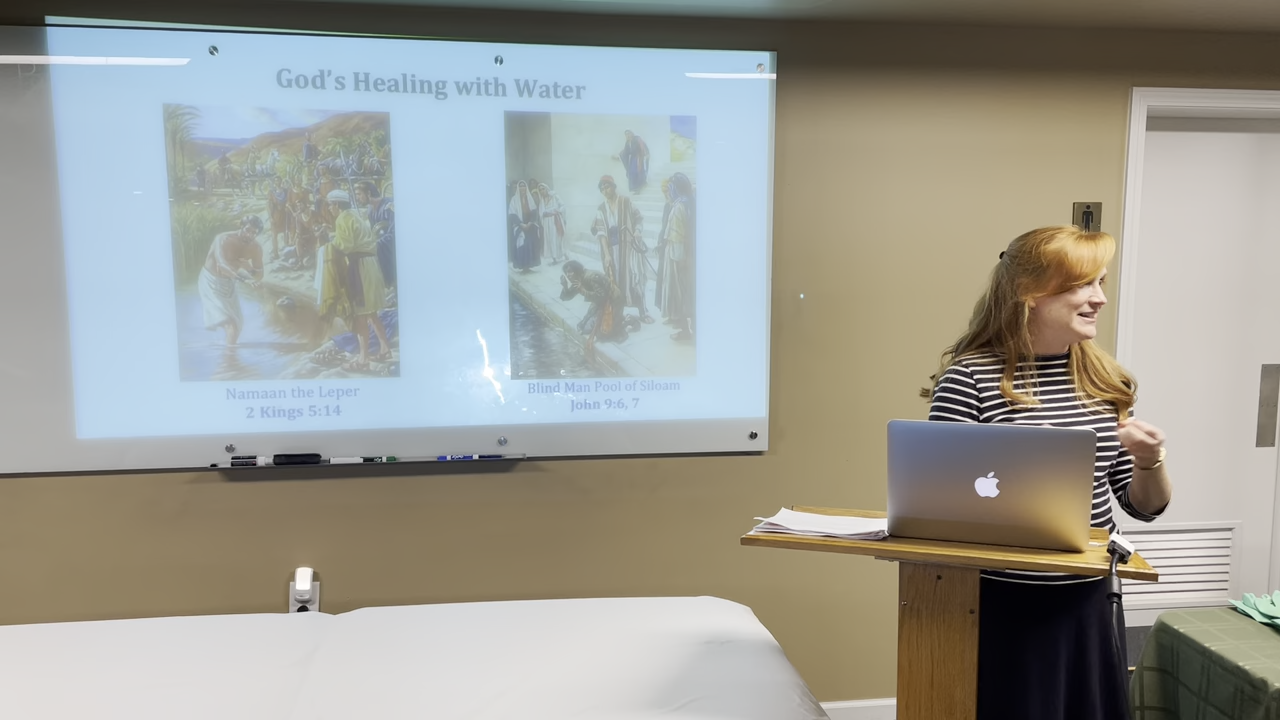 God's Healing with Water
Namaan the Leper
2 Kings 5:14
Blind Man Pool of Siloam
John 9:6, 7